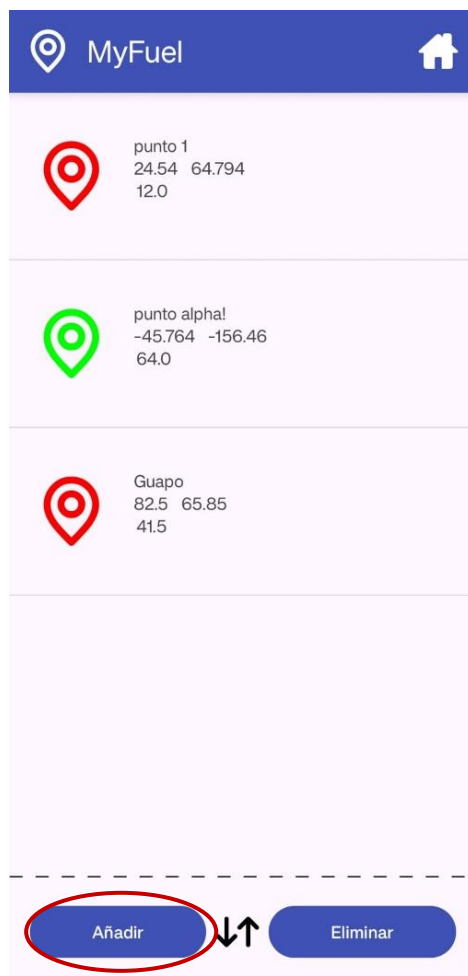 MyFuel
punto 1
24.54 64.794
12.0
punto alpha!
-45.764 -156.46
64.0
Guapo
82.5 65.85
41.5
Añadir
Eliminar